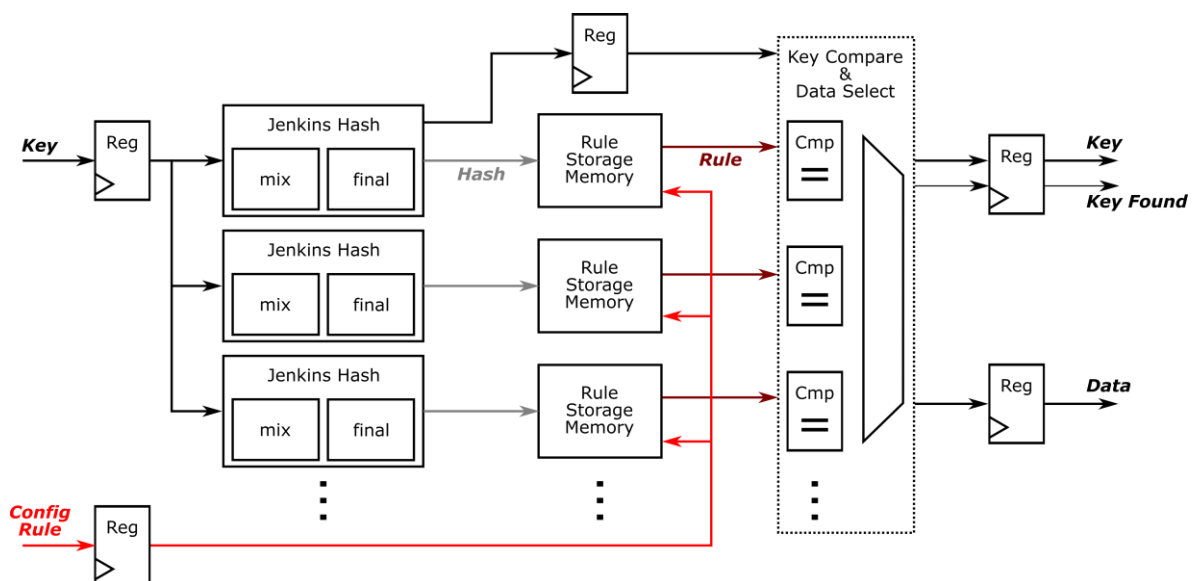 Reg
Key Compare
&
Data Select
Key
Reg
Jenkins Hash
mix
final
Hash
Rule
Storage
Memory
Rule
Cmp
=
Reg
Key
Key Found
Jenkins Hash
mix
final
Rule
Storage
Memory
Cmp
=
Jenkins Hash
mix
final
Rule
Storage
Memory
Cmp
=
Reg
Data
Config
Rule
Reg